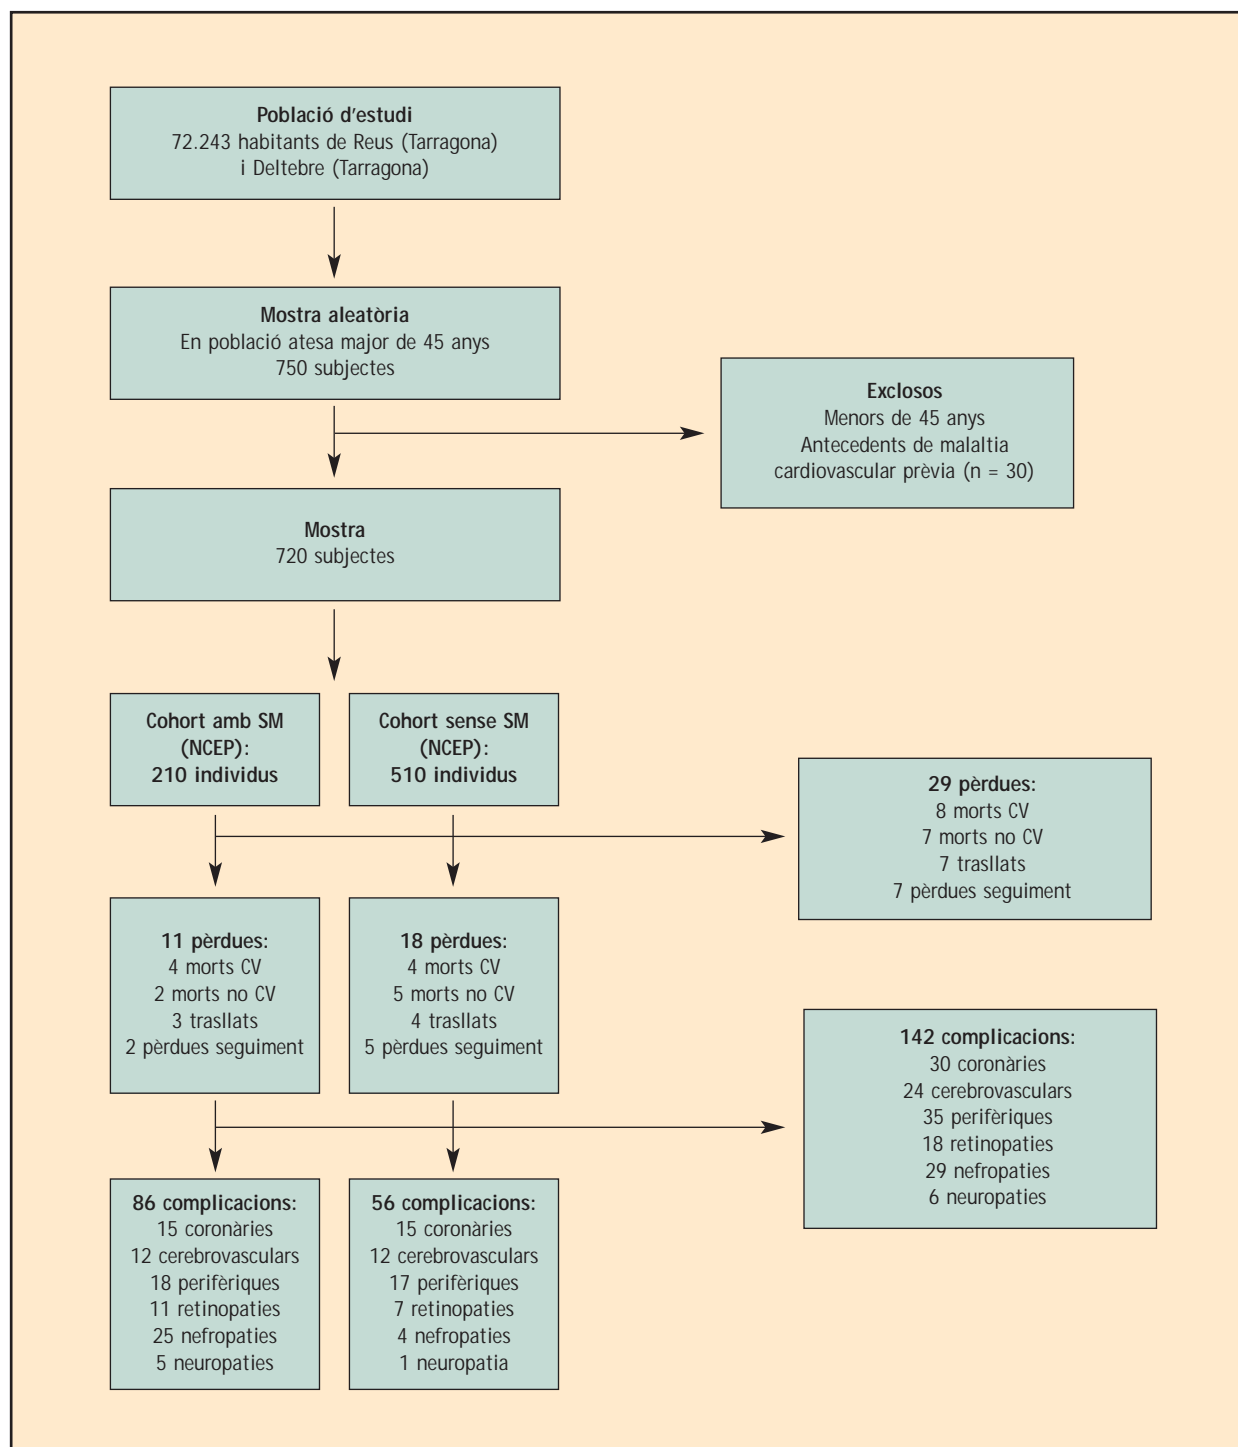 Població d'estudi
72.243 habitants de Reus (Tarragona)
i Deltebre (Tarragona)
Mostra aleatòria
En població atesa major de 45 anys
750 subjectes
Exclosos
Menors de 45 anys
Antecedents de malaltia
cardiovascular prèvia (n = 30)
Mostra
720 subjectes
Cohort amb SM
(NCEP):
210 individus
Cohort sense SM
(NCEP):
510 individus
29 pèrdues:
8 morts CV
7 morts no CV
7 trasllats
7 pèrdues seguiment
11 pèrdues:
4 morts CV
2 morts no CV
3 trasllats
2 pèrdues seguiment
18 pèrdues:
4 morts CV
5 morts no CV
4 trasllats
5 pèrdues seguiment
142 complicacions:
30 coronàries
24 cerebrovasculars
35 perifèriques
18 retinopaties
29 nefropaties
6 neuropaties
86 complicacions:
15 coronàries
12 cerebrovasculars
18 perifèriques
11 retinopaties
25 nefropaties
5 neuropaties
56 complicacions:
15 coronàries
12 cerebrovasculars
17 perifèriques
7 retinopaties
4 nefropaties
1 neuropatia